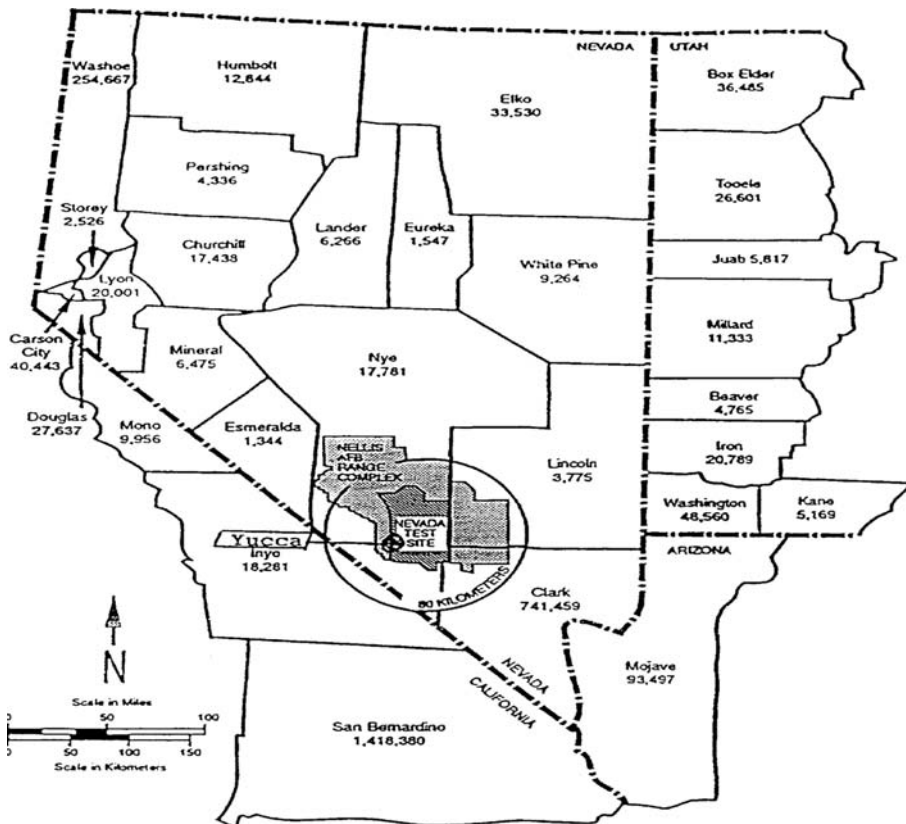 NEVADA
UTAH
Washoe
254,667
Humbolt
12,844
Elko
33,530
Box Elder
36,485
Pershing
4,336
Tooele
26,601
Storey
2,526
Lander
6,266
Eureka
1,547
Churchill
17,438
White Pine
9,264
Juab 5,817
Lyon
20,001
Millard
11,333
Carson
City
40,443
Mineral
6,475
Nye
17,781
Beaver
4,765
Douglas
27,637
Mono
9,956
Esmeralda
1,344
NELLIS
AFB
RANGE
COMPLEX
Lincoln
3,775
Iron
20,789
Washington
48,560
Kane
5,169
NEVADA
TEST
SITE
Yucca
Inyo
18,281
ARIZONA
80 KILOMETERS
Clark
741,459
N
Mojave
93,497
NEVADA
CALIFORNIA
Scale in Miles
0 50 100
San Bernardino
1,418,380
0 50 100 150
Scale in Kilometers